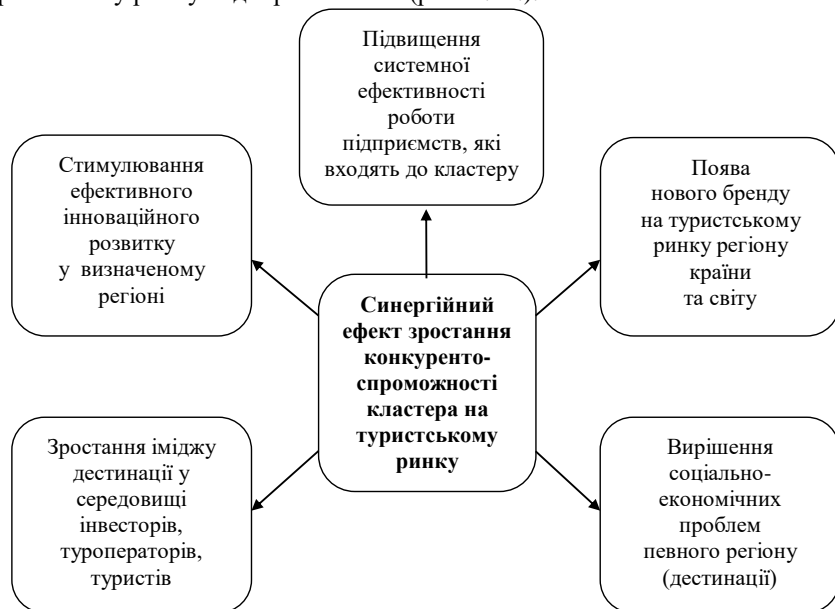 Підвищення
системної
ефективності
роботи
підприємств, які
входять до кластеру
Стимулювання
ефективного
інноваційного
розвитку
у визначеному
регіоні
Поява
нового бренду
на туристському
ринку регіону
країни
та світу
Синергійний
ефект зростання
конкуренто-
спроможності
кластера на
туристському
ринку
Зростання іміджу
дестинації у
середовищі
інвесторів,
туроператорів,
туристів
Вирішення
соціально-
економічних
проблем
певного регіону
(дестинації)